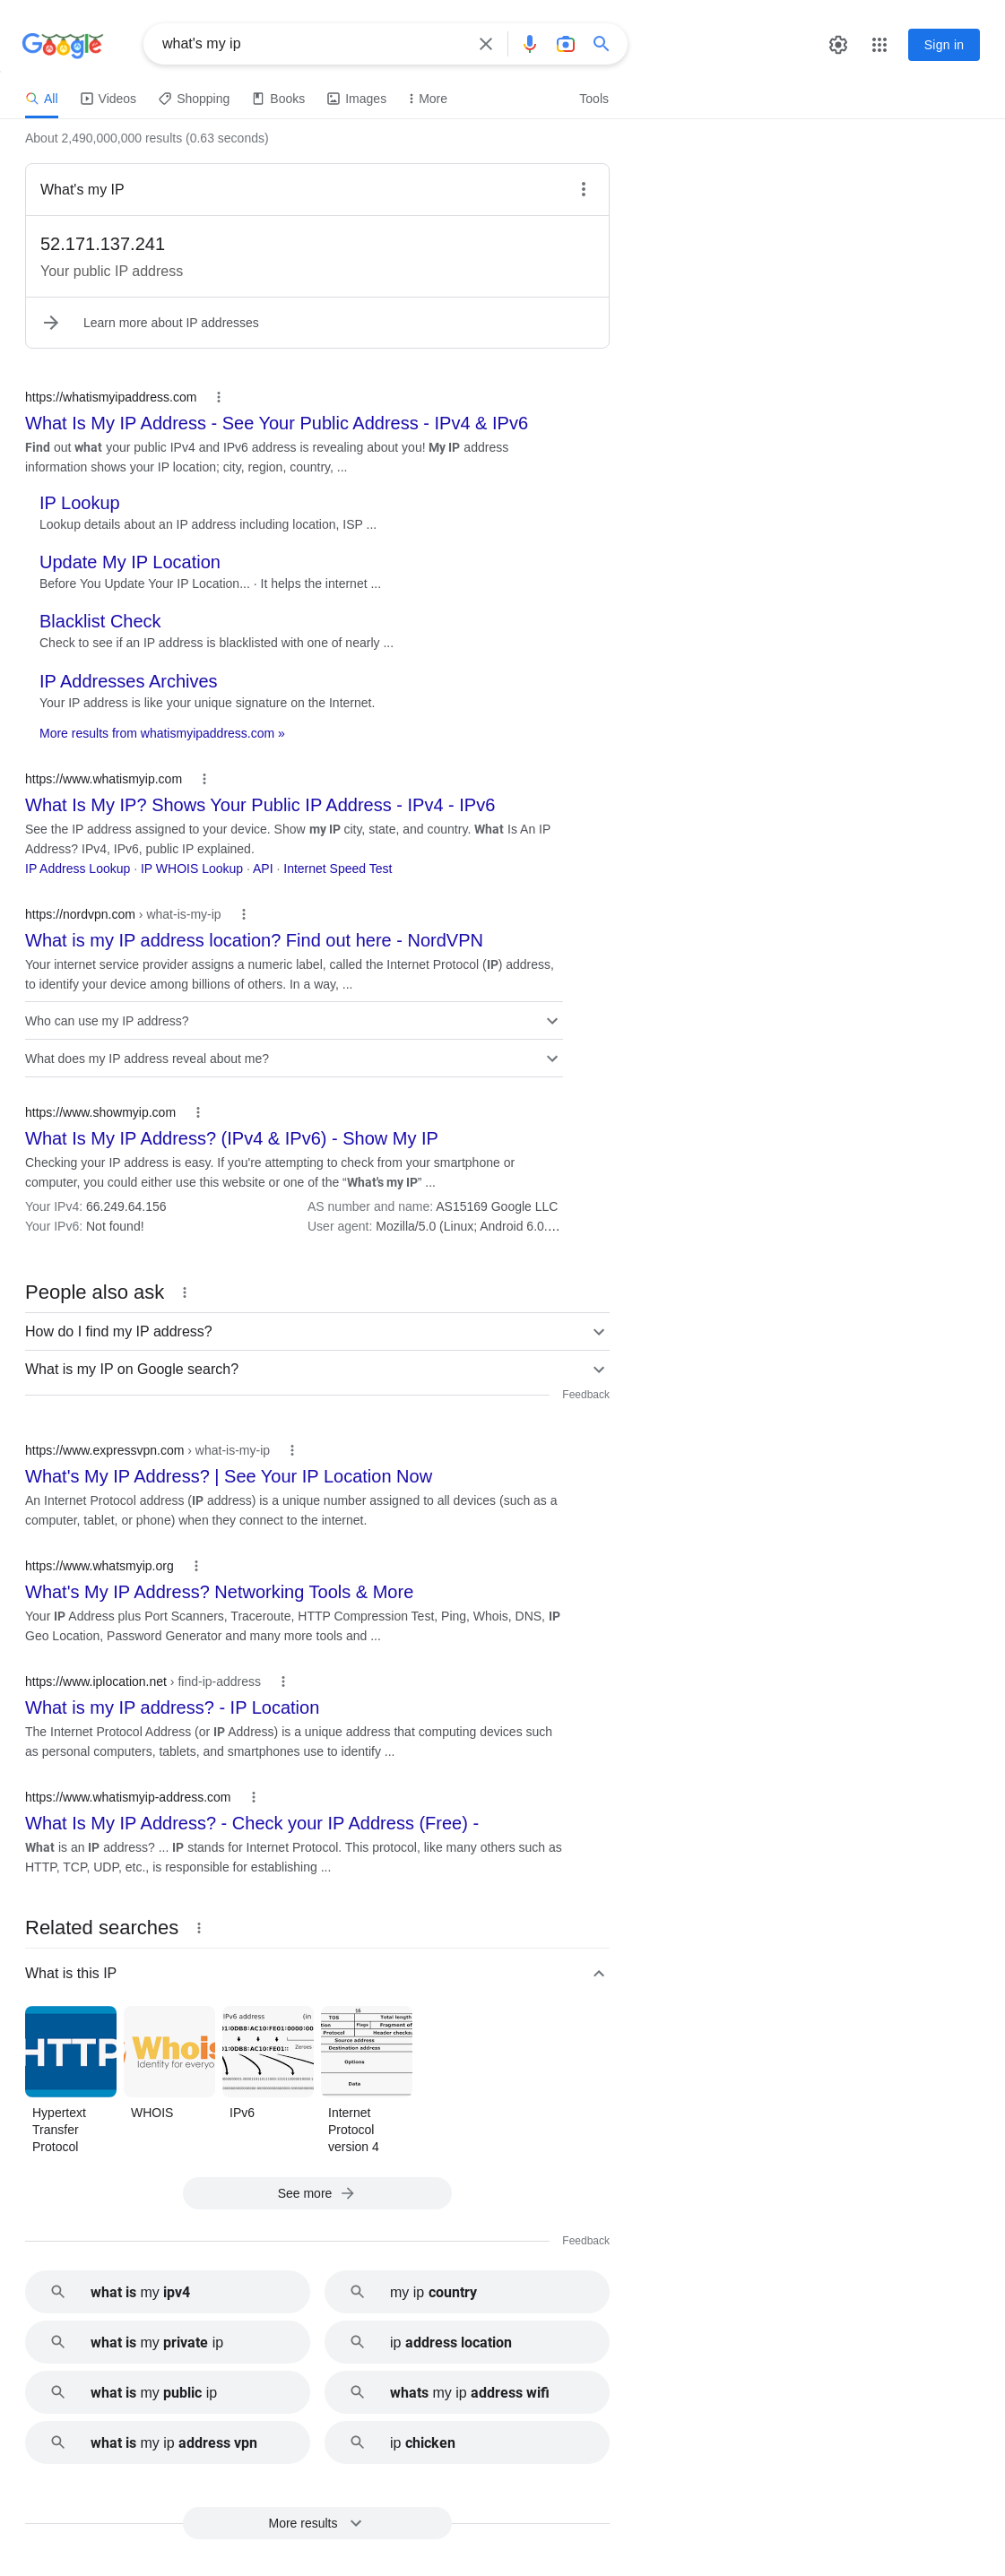 Google
what's my ip
Sign in
All
Videos
Shopping
Books
Images
More
Tools
About 2,490,000,000 results (0.63 seconds)
What's my IP
52.171.137.241
Your public IP address
Learn more about IP addresses
https://whatismyipaddress.com
What Is My IP Address - See Your Public Address - IPv4 & IPv6
Find out what your public IPv4 and IPv6 address is revealing about you! My IP address
information shows your IP location; city, region, country, ...
IP Lookup
Lookup details about an IP address including location, ISP ...
Update My IP Location
Before You Update Your IP Location... · It helps the internet ...
Blacklist Check
Check to see if an IP address is blacklisted with one of nearly ...
IP Addresses Archives
Your IP address is like your unique signature on the Internet.
More results from whatismyipaddress.com »
https://www.whatismyip.com
What Is My IP? Shows Your Public IP Address - IPv4 - IPv6
See the IP address assigned to your device. Show my IP city, state, and country. What Is An IP
Address? IPv4, IPv6, public IP explained.
IP Address Lookup · IP WHOIS Lookup · API · Internet Speed Test
https://nordvpn.com › what-is-my-ip
What is my IP address location? Find out here - NordVPN
Your internet service provider assigns a numeric label, called the Internet Protocol (IP) address,
to identify your device among billions of others. In a way, ...
Who can use my IP address?
What does my IP address reveal about me?
https://www.showmyip.com
What Is My IP Address? (IPv4 & IPv6) - Show My IP
Checking your IP address is easy. If you're attempting to check from your smartphone or
computer, you could either use this website or one of the “What's my IP” ...
Your IPv4: 66.249.64.156
AS number and name: AS15169 Google LLC
Your IPv6: Not found!
User agent: Mozilla/5.0 (Linux; Android 6.0....
People also ask
How do I find my IP address?
What is my IP on Google search?
Feedback
https://www.expressvpn.com › what-is-my-ip
What's My IP Address? | See Your IP Location Now
An Internet Protocol address (IP address) is a unique number assigned to all devices (such as a
computer, tablet, or phone) when they connect to the internet.
https://www.whatsmyip.org
What's My IP Address? Networking Tools & More
Your IP Address plus Port Scanners, Traceroute, HTTP Compression Test, Ping, Whois, DNS, IP
Geo Location, Password Generator and many more tools and ...
https://www.iplocation.net › find-ip-address
What is my IP address? - IP Location
The Internet Protocol Address (or IP Address) is a unique address that computing devices such
as personal computers, tablets, and smartphones use to identify ...
https://www.whatismyip-address.com
What Is My IP Address? - Check your IP Address (Free) -
What is an IP address? ... IP stands for Internet Protocol. This protocol, like many others such as
HTTP, TCP, UDP, etc., is responsible for establishing ...
Related searches
What is this IP
HTTP
Whois
Identity for everyo
IPv6 address (in
Zeroes
16
TOS Total length
Flags Fragment of
Protocol Header checks
Source address
Destination address
Options
Data
Hypertext
Transfer
Protocol
WHOIS
IPv6
Internet
Protocol
version 4
See more
Feedback
what is my ipv4
my ip country
what is my private ip
ip address location
what is my public ip
whats my ip address wifi
what is my ip address vpn
ip chicken
More results